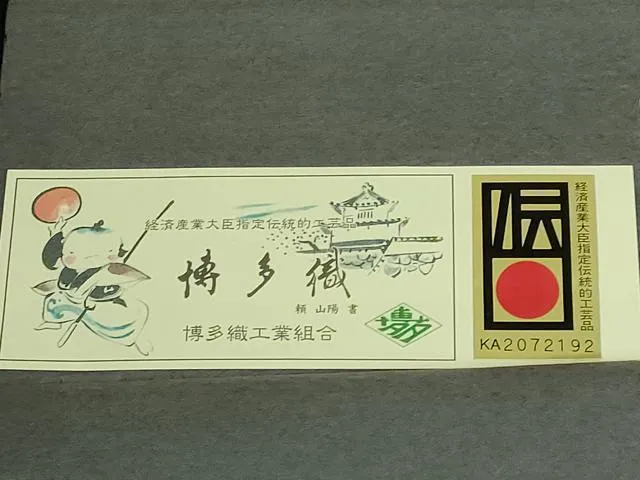 経済産業大臣指定伝統的工芸品
博多織
頼 山陽 書
博多織工業組合
博多
伝
経済産業大臣指定伝統的工芸品
KA2072192